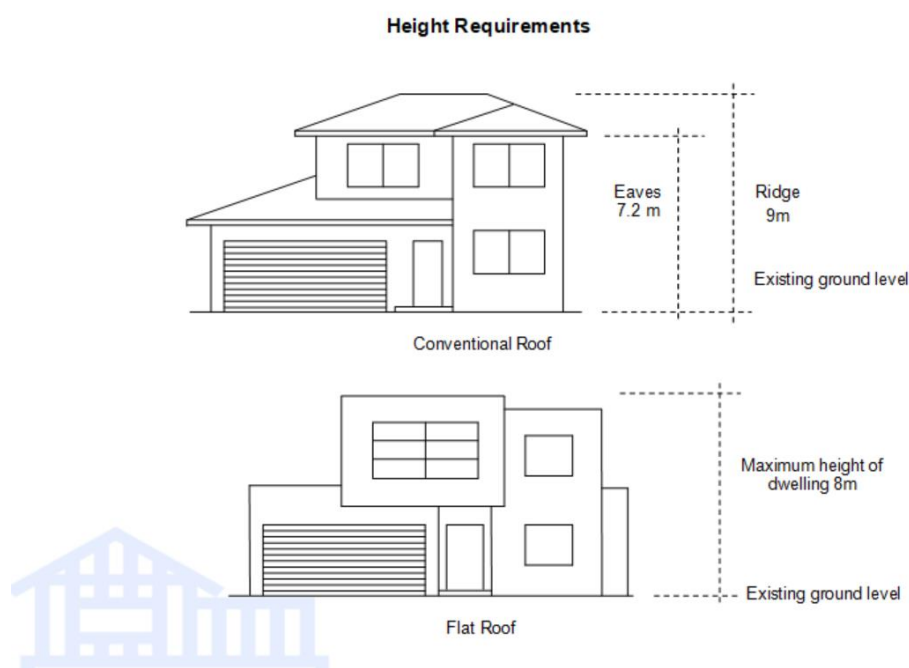 Height Requirements
Eaves
7.2 m
Ridge
9m
Existing ground level
Conventional Roof
Maximum height of
dwelling 8m
Existing ground level
Flat Roof